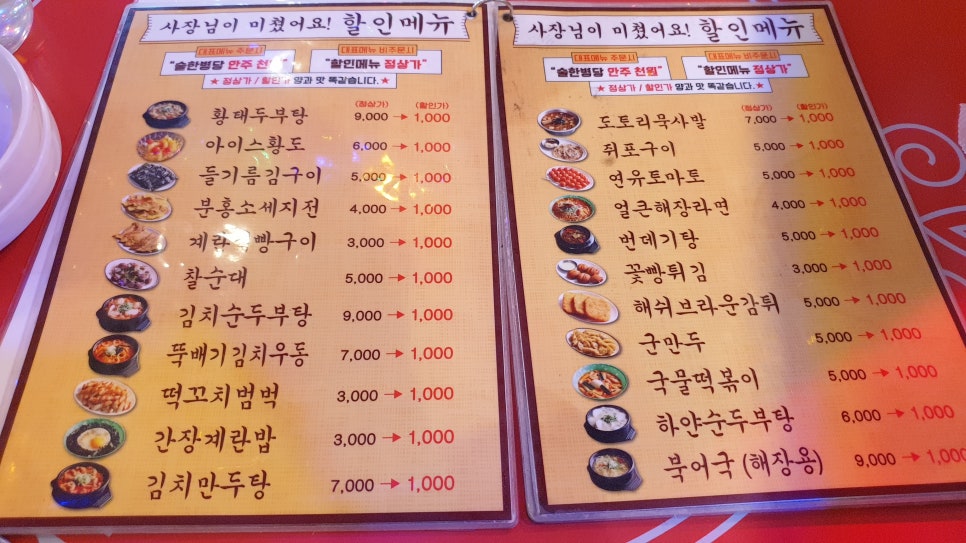 사장님이 미쳤어요! 할인메뉴
대표메뉴 주문시
대표메뉴 비주문시
"술한병당 안주 천원"
"할인메뉴 정상가"
★ 정상가 / 할인가 양과 맛 똑같습니다.★
(정상가) (할인가)
황태두부탕 9,000 → 1,000
아이스황도 6,000 → 1,000
들기름김구이 5,000 → 1,000
분홍소세지전 4,000 → 1,000
계란 빵구이 3,000 → 1,000
찰순대 5,000 → 1,000
김치순두부탕 9,000 → 1,000
뚝배기김치우동 7,000 → 1,000
떡꼬치범벅 3,000 → 1,000
간장계란밥 3,000 → 1,000
김치만두탕 7,000 → 1,000
사장님이 미쳤어요! 할인메뉴
대표메뉴 주문시
대표메뉴 비주문시
"술한병당 안주 천원"
"할인메뉴 정상가"
★ 정상가 / 할인가 양과 맛 똑같습니다.★
(정상가) (할인가)
도토리묵사발 7,000 → 1,000
쥐포구이 5,000 → 1,000
연유토마토 5,000 → 1,000
얼큰해장라면 4,000 → 1,000
번데기탕 5,000 → 1,000
꽃빵튀김 3,000 → 1,000
해쉬브라운감튀 5,000 → 1,000
군만두 5,000 → 1,000
국물떡볶이 5,000 → 1,000
하얀순두부탕 6,000 → 1,000
북어국 (해장용) 9,000 → 1,000